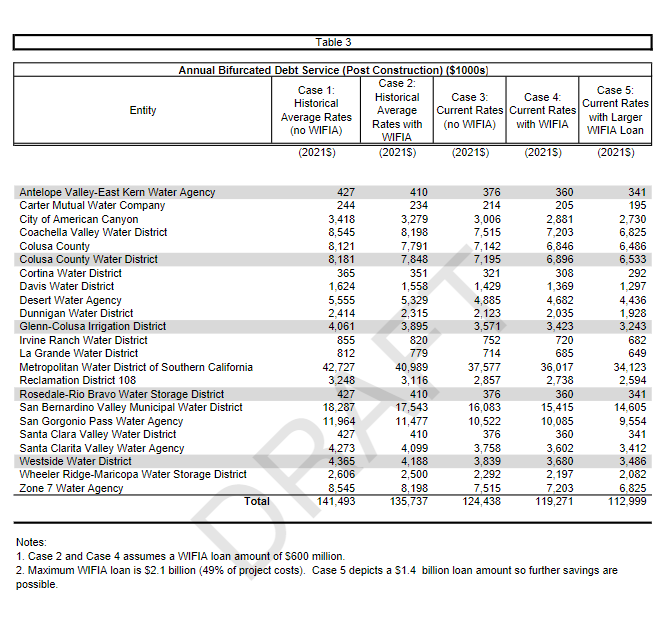 Table 3
Annual Bifurcated Debt Service (Post Construction) ($1000s)
Entity | Case 1: Historical Average Rates (no WIFIA) | Case 2: Historical Average Rates with WIFIA | Case 3: Current Rates (no WIFIA) | Case 4: Current Rates with WIFIA | Case 5: Current Rates with Larger WIFIA Loan
(2021$) (2021$) (2021$) (2021$) (2021$)
Antelope Valley-East Kern Water Agency 427 410 376 360 341
Carter Mutual Water Company 244 234 214 205 195
City of American Canyon 3,418 3,279 3,006 2,881 2,730
Coachella Valley Water District 8,545 8,198 7,515 7,203 6,825
Colusa County 8,121 7,791 7,142 6,846 6,486
Colusa County Water District 8,181 7,848 7,195 6,896 6,533
Cortina Water District 365 351 321 308 292
Davis Water District 1,624 1,558 1,429 1,369 1,297
Desert Water Agency 5,555 5,329 4,885 4,682 4,436
Dunnigan Water District 2,414 2,315 2,123 2,035 1,928
Glenn-Colusa Irrigation District 4,061 3,895 3,571 3,423 3,243
Irvine Ranch Water District 855 820 752 720 682
La Grande Water District 812 779 714 685 649
Metropolitan Water District of Southern California 42,727 40,989 37,577 36,017 34,123
Reclamation District 108 3,248 3,116 2,857 2,738 2,594
Rosedale-Rio Bravo Water Storage District 427 410 376 360 341
San Bernardino Valley Municipal Water District 18,287 17,543 16,083 15,415 14,605
San Gorgonio Pass Water Agency 11,964 11,477 10,522 10,085 9,554
Santa Clara Valley Water District 427 410 376 360 341
Santa Clarita Valley Water Agency 4,273 4,099 3,758 3,602 3,412
Westside Water District 4,365 4,188 3,839 3,680 3,486
Wheeler Ridge-Maricopa Water Storage District 2,606 2,500 2,292 2,197 2,082
Zone 7 Water Agency 8,545 8,198 7,515 7,203 6,825
Total 141,493 135,737 124,438 119,271 112,999
DRAFT
Notes:
1. Case 2 and Case 4 assumes a WIFIA loan amount of $600 million.
2. Maximum WIFIA loan is $2.1 billion (49% of project costs). Case 5 depicts a $1.4 billion loan amount so further savings are
possible.